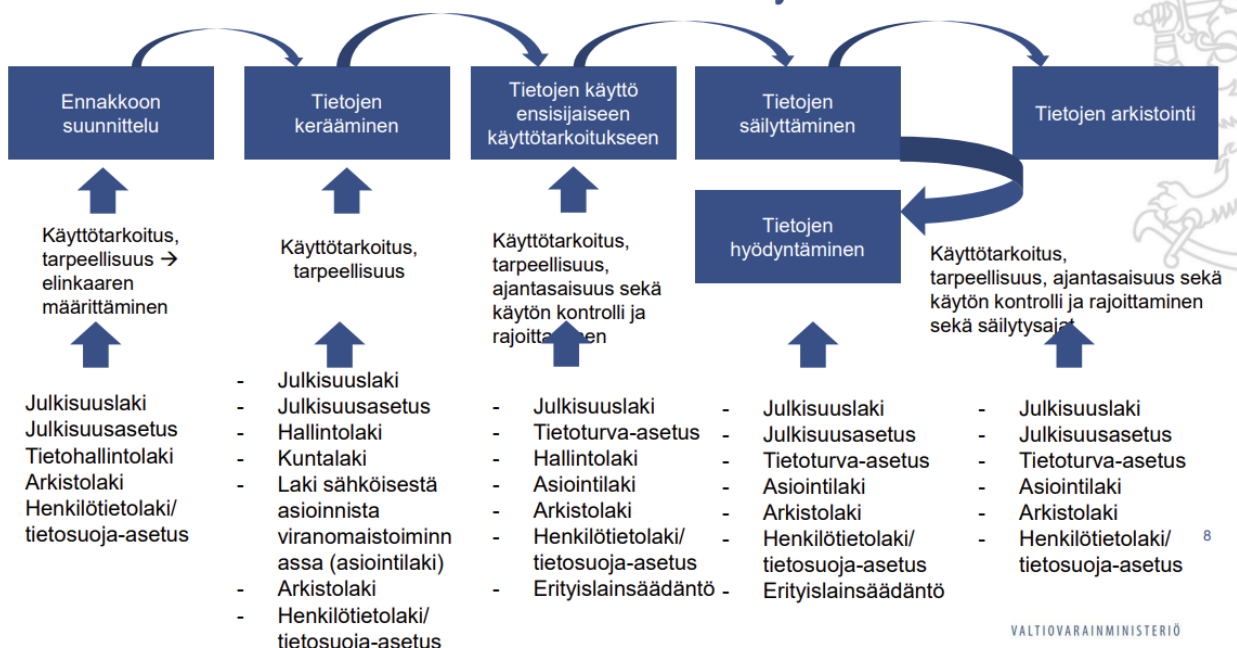 Ennakkoon
suunnittelu
Tietojen
kerääminen
Tietojen käyttö
ensisijaiseen
käyttötarkoitukseen
Tietojen
säilyttäminen
Tietojen arkistointi
Tietojen
hyödyntäminen
Käyttötarkoitus,
tarpeellisuus →
elinkaaren
määrittäminen
Käyttötarkoitus,
tarpeellisuus
Käyttötarkoitus,
tarpeellisuus,
ajantasaisuus sekä
käytön kontrolli ja
Käyttötarkoitus,
tarpeellisuus, ajantasaisuus sekä
käytön kontrolli ja rajoittaminen
sekä säilytysajat
Julkisuuslaki
Julkisuusasetus
Tietohallintolaki
Arkistolaki
Henkilötietolaki/
tietosuoja-asetus
- Julkisuuslaki
- Julkisuusasetus
- Hallintolaki
- Kuntalaki
- Laki sähköisestä
asioinnista
viranomaistoiminn
assa (asiointilaki)
- Arkistolaki
- Henkilötietolaki/
tietosuoja-asetus
- Julkisuuslaki
- Tietoturva-asetus
- Hallintolaki
- Asiointilaki
- Arkistolaki
- Henkilötietolaki/
tietosuoja-asetus
- Erityislainsäädäntö
- Julkisuuslaki
- Julkisuusasetus
- Tietoturva-asetus
- Asiointilaki
- Arkistolaki
- Henkilötietolaki/
tietosuoja-asetus
- Erityislainsäädäntö
- Julkisuuslaki
- Julkisuusasetus
- Tietoturva-asetus
- Asiointilaki
- Arkistolaki
- Henkilötietolaki/
tietosuoja-asetus
8
VALTIOVARAINMINISTERIÖ